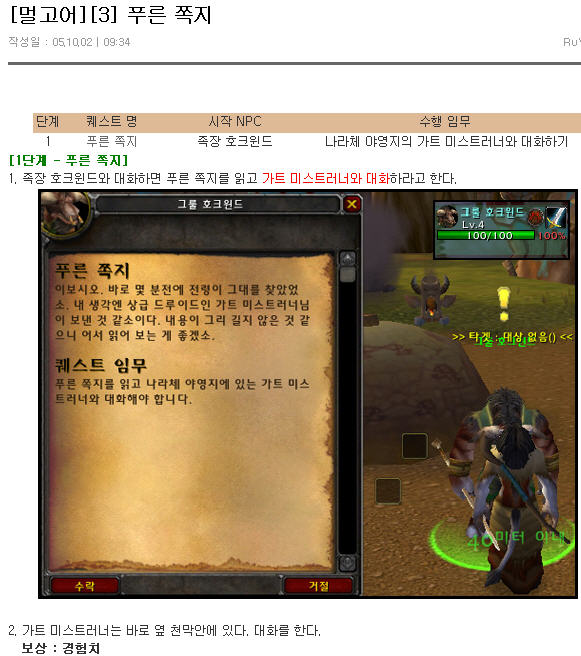 [멀고어][3] 푸른 쪽지
작성일 : 05.10.02 | 09:34
RuY
단계 퀘스트 명 시작 NPC 수행 임무
1 푸른 쪽지 족장 호크윈드 나라체 야영지의 가트 미스트러너와 대화하기
[1단계 - 푸른 쪽지]
1. 족장 호크윈드와 대화하면 푸른 쪽지를 읽고 가트 미스트러너와 대화하라고 한다.
그룰 호크윈드
푸른 쪽지
이보시오. 바로 몇 분전에 전령이 그대를 찾았었
소. 내 생각엔 상급 드루이드인 가트 미스트러너님
이 보낸 것 같소이다. 내용이 그리 길지 않은 것 같
으니 어서 읽어 보는 게 좋겠소.
퀘스트 임무
푸른 쪽지를 읽고 나라체 야영지에 있는 가트 미스
트러너와 대화해야 합니다.
수락
거절
그룰 호크윈드
Lv.4
100/100 100%
>> 타겟 : 대상 없음() <<
그룰 호크윈드
40미터 이내
2. 가트 미스트러너는 바로 옆 천막안에 있다. 대화를 한다.
보상 : 경험치